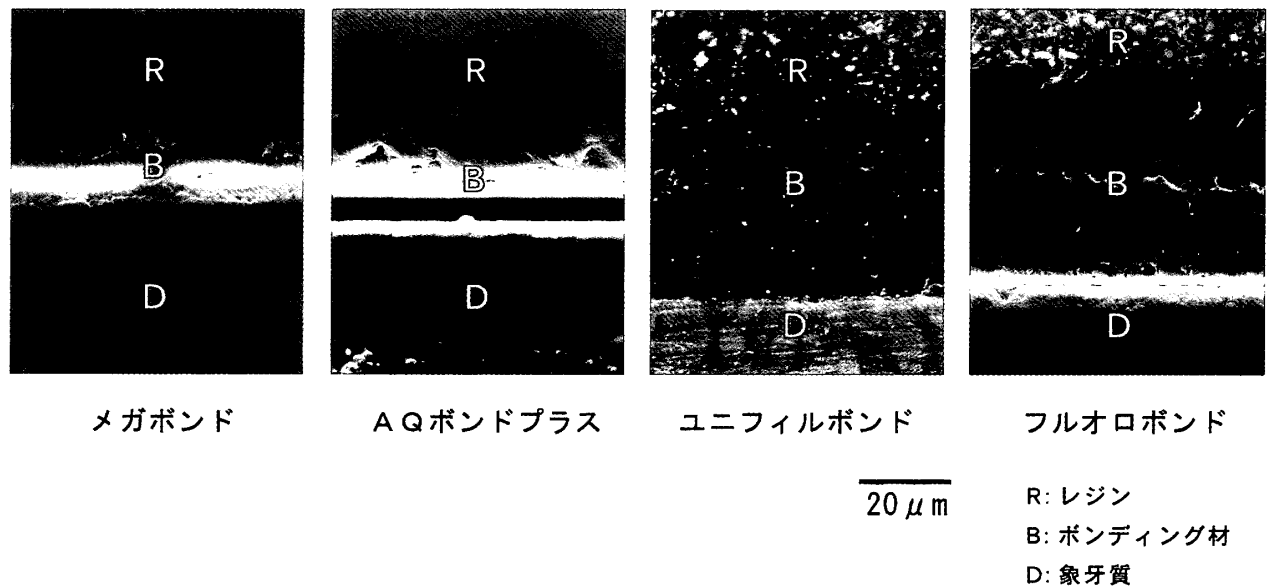 R
B
D
R
B
D
R
B
D
R
B
D
メガボンド
AQボンドプラス
ユニフィルボンド
フルオロボンド
20μm
R: レジン
B: ボンディング材
D: 象牙質